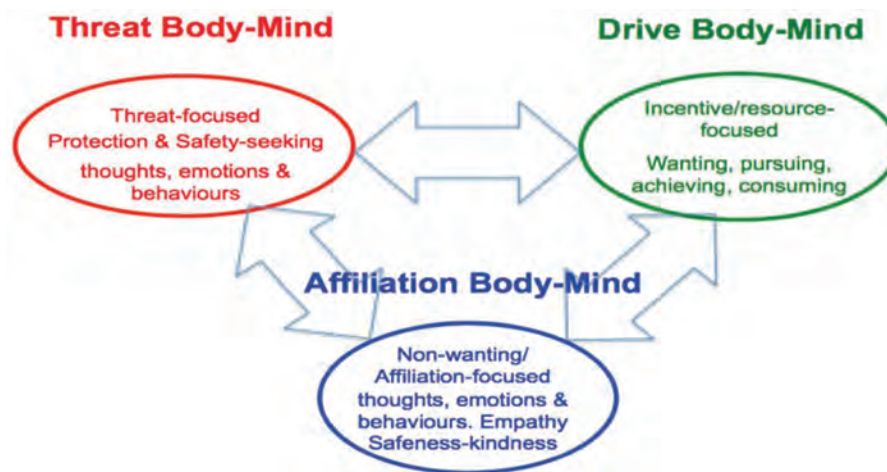 Threat Body-Mind
Drive Body-Mind
Threat-focused
Protection & Safety-seeking
thoughts, emotions &
behaviours
Incentive/resource-
focused
Wanting, pursuing,
achieving, consuming
Affiliation Body-Mind
Non-wanting/
Affiliation-focused
thoughts, emotions &
behaviours. Empathy
Safeness-kindness